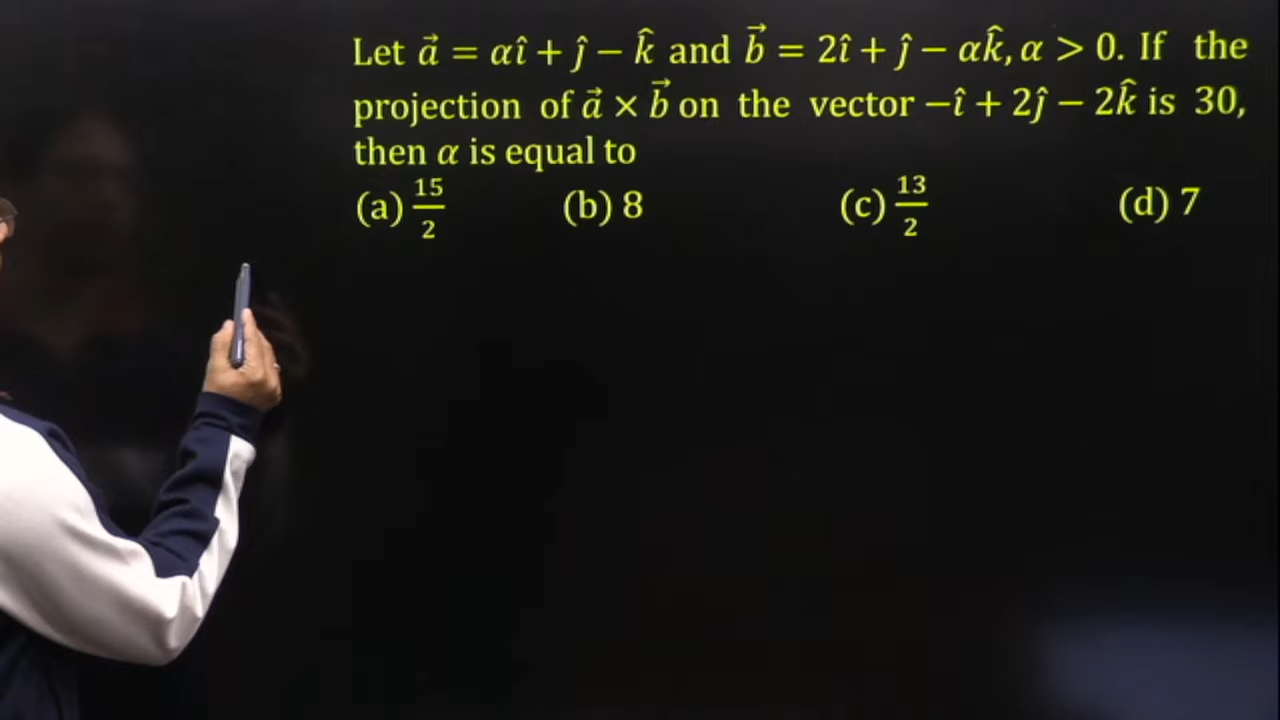 Let a⃗ = αî + ĵ − k̂ and b⃗ = 2î + ĵ − αk̂, α > 0. If the
projection of a⃗ × b⃗ on the vector −î + 2ĵ − 2k̂ is 30,
then α is equal to
(a) 15/2 (b) 8 (c) 13/2 (d) 7